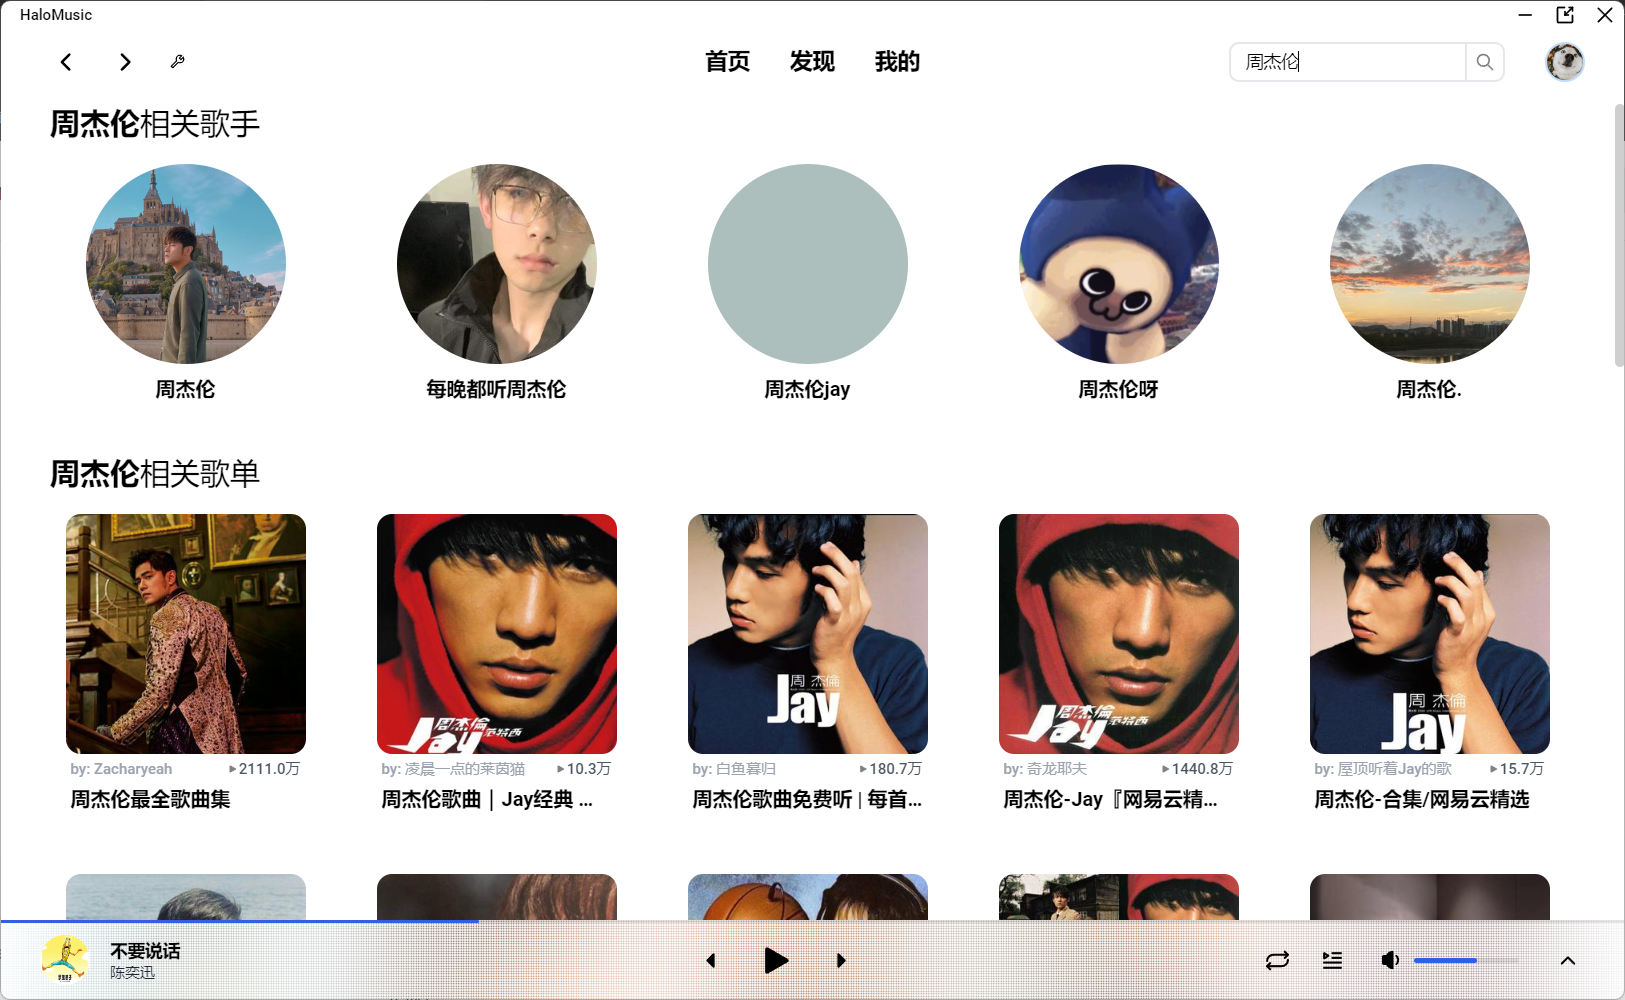 HaloMusic
首页 发现 我的
周杰伦
周杰伦相关歌手
周杰伦 每晚都听周杰伦 周杰伦jay 周杰伦呀 周杰伦.
周杰伦相关歌单
周杰倫
Jay
范特西
周杰倫
Jay
周杰倫
Jay
范特西
周杰倫
Jay
by: Zacharyeah 2111.0万 by: 凌晨一点的莱茵猫 10.3万 by: 白鱼暮归 180.7万 by: 奇龙耶夫 1440.8万 by: 屋顶听着Jay的歌 15.7万
周杰伦最全歌曲集 周杰伦歌曲｜Jay经典 ... 周杰伦歌曲免费听 | 每首... 周杰伦-Jay『网易云精... 周杰伦-合集/网易云精选
不要说话
陈奕迅